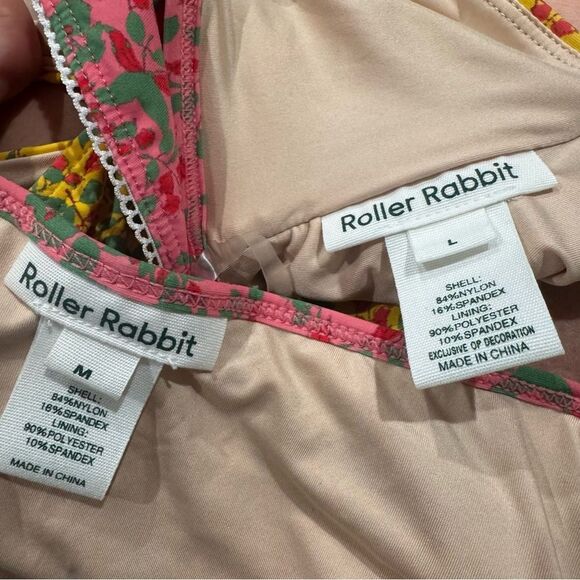 Roller Rabbit
L
SHELL:
84%NYLON
16%SPANDEX
LINING:
90%POLYESTER
10%SPANDEX
EXCLUSIVE OF DECORATION
MADE IN CHINA
Roller Rabbit
M
SHELL:
84%NYLON
16%SPANDEX
LINING:
90%POLYESTER
10%SPANDEX
MADE IN CHINA